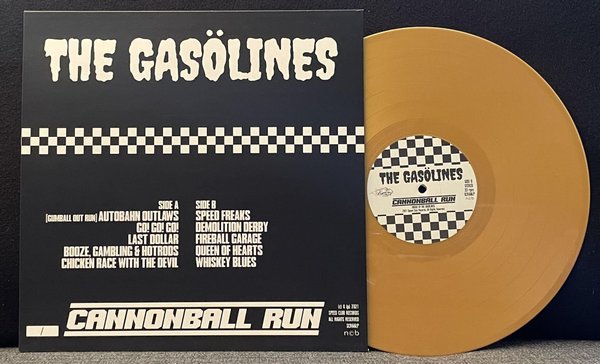 THE GASÖLINES
SIDE A
[GUMBALL OUT RUN] AUTOBAHN OUTLAWS
GO! GO! GO!
LAST DOLLAR
BOOZE, GAMBLING & HOTRODS
CHICKEN RACE WITH THE DEVIL
SIDE B
SPEED FREAKS
DEMOLITION DERBY
FIREBALL GARAGE
QUEEN OF HEARTS
WHISKEY BLUES
CANNONBALL RUN
SPEED CLUB RECORDS
ALL RIGHTS RESERVED
ncb
THE GASÖLINES
CANNONBALL RUN